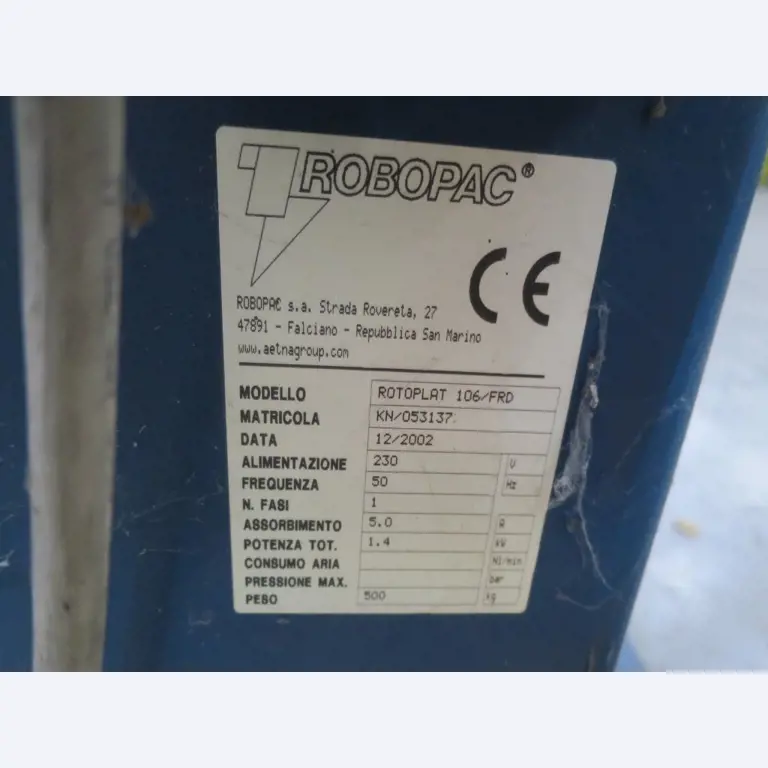 ROBOPAC®
CE
ROBOPAC s.a. Strada Rovereta, 27
47891 - Falciano - Repubblica San Marino
www.aetnagroup.com
MODELLO ROTOPLAT 106/FRD
MATRICOLA KN/053137
DATA 12/2002
ALIMENTAZIONE 230 V
FREQUENZA 50 Hz
N. FASI 1
ASSORBIMENTO 5.0 A
POTENZA TOT. 1.4 kW
CONSUMO ARIA Nl/min
PRESSIONE MAX. bar
PESO 500 kg